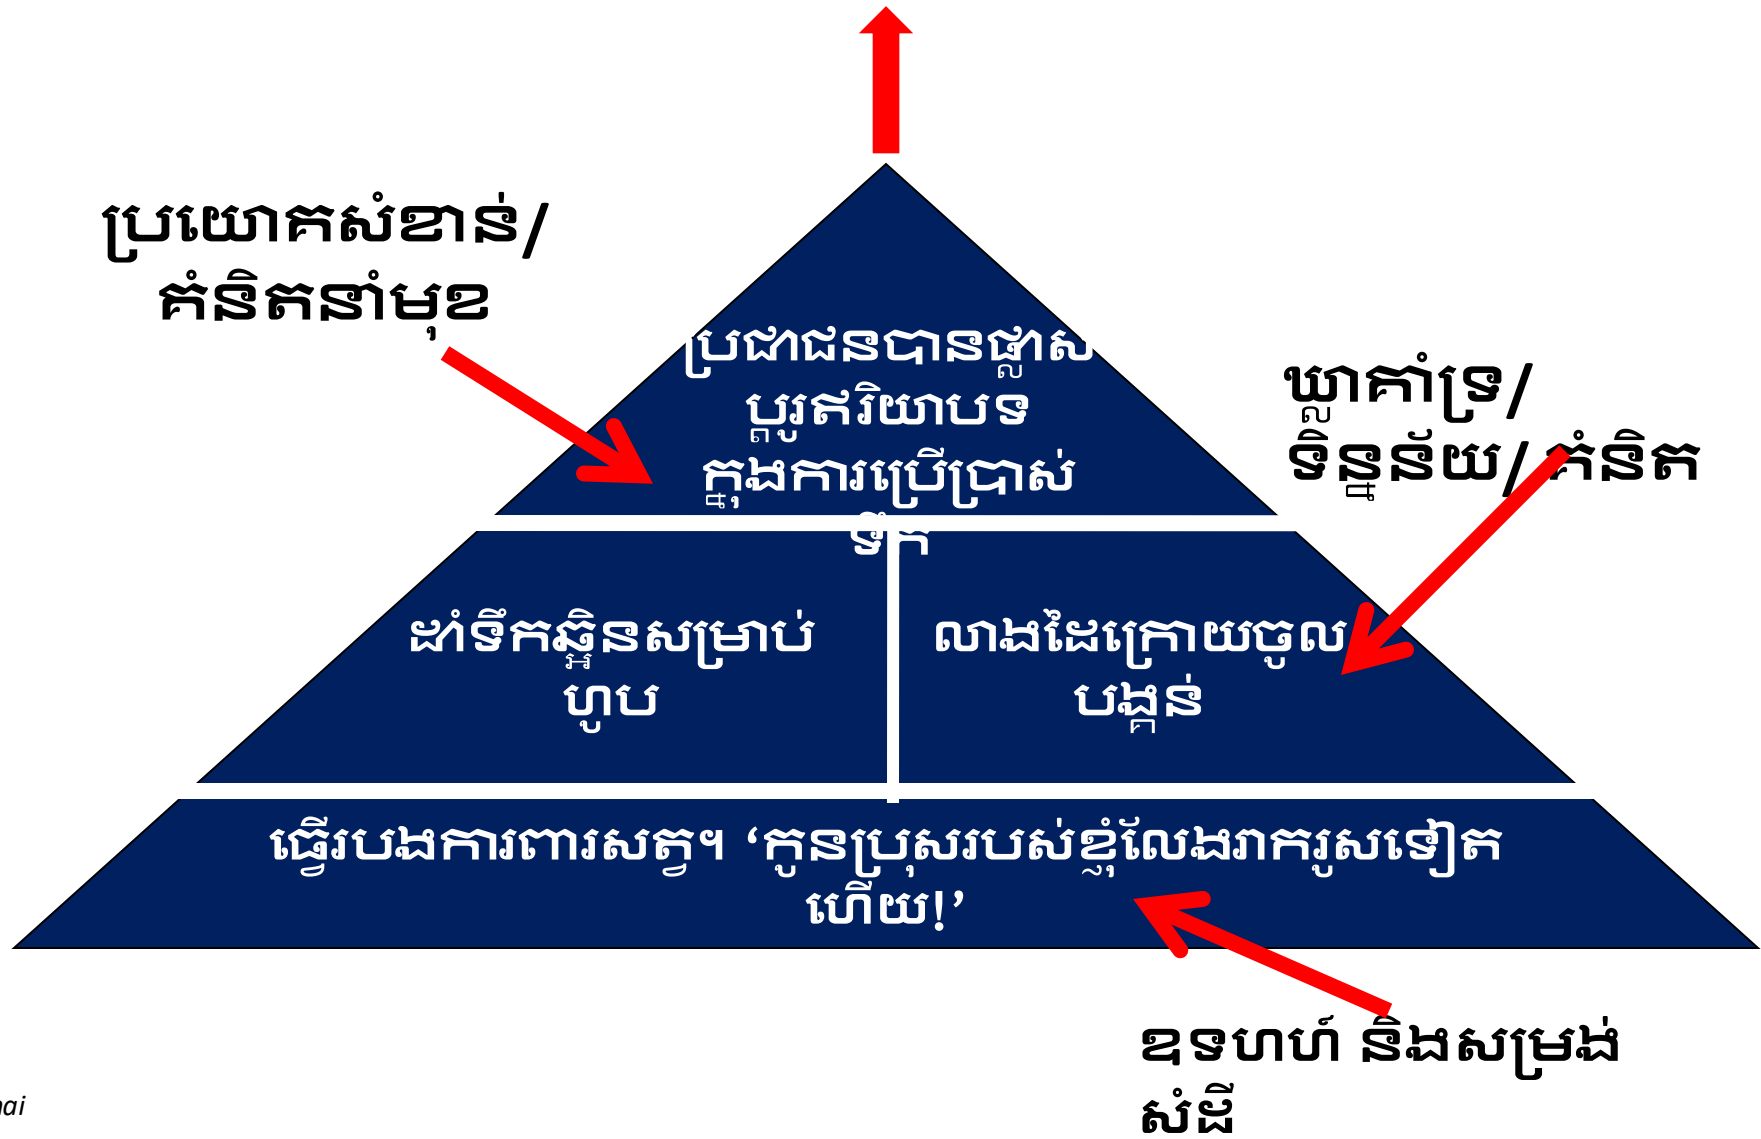 ប្រយោគសំខាន់/
គំនិតនាំមុខ
ប្រជាជនបានផ្លាស់
ប្តូរឥរិយាបទ
ក្នុងការប្រើប្រាស់
ទឹក
ឃ្លាគាំទ្រ/
ទិន្នន័យ/គំនិត
ដាំទឹកឆ្អិនសម្រាប់
ហូប
លាងដៃក្រោយចូល
បង្គន់
ធ្វើរបងការពារសត្វ។ ‘កូនប្រុសរបស់ខ្ញុំលែងរាករូសទៀត
ហើយ!’
ឧទហហ៍ និងសម្រង់
សំដី